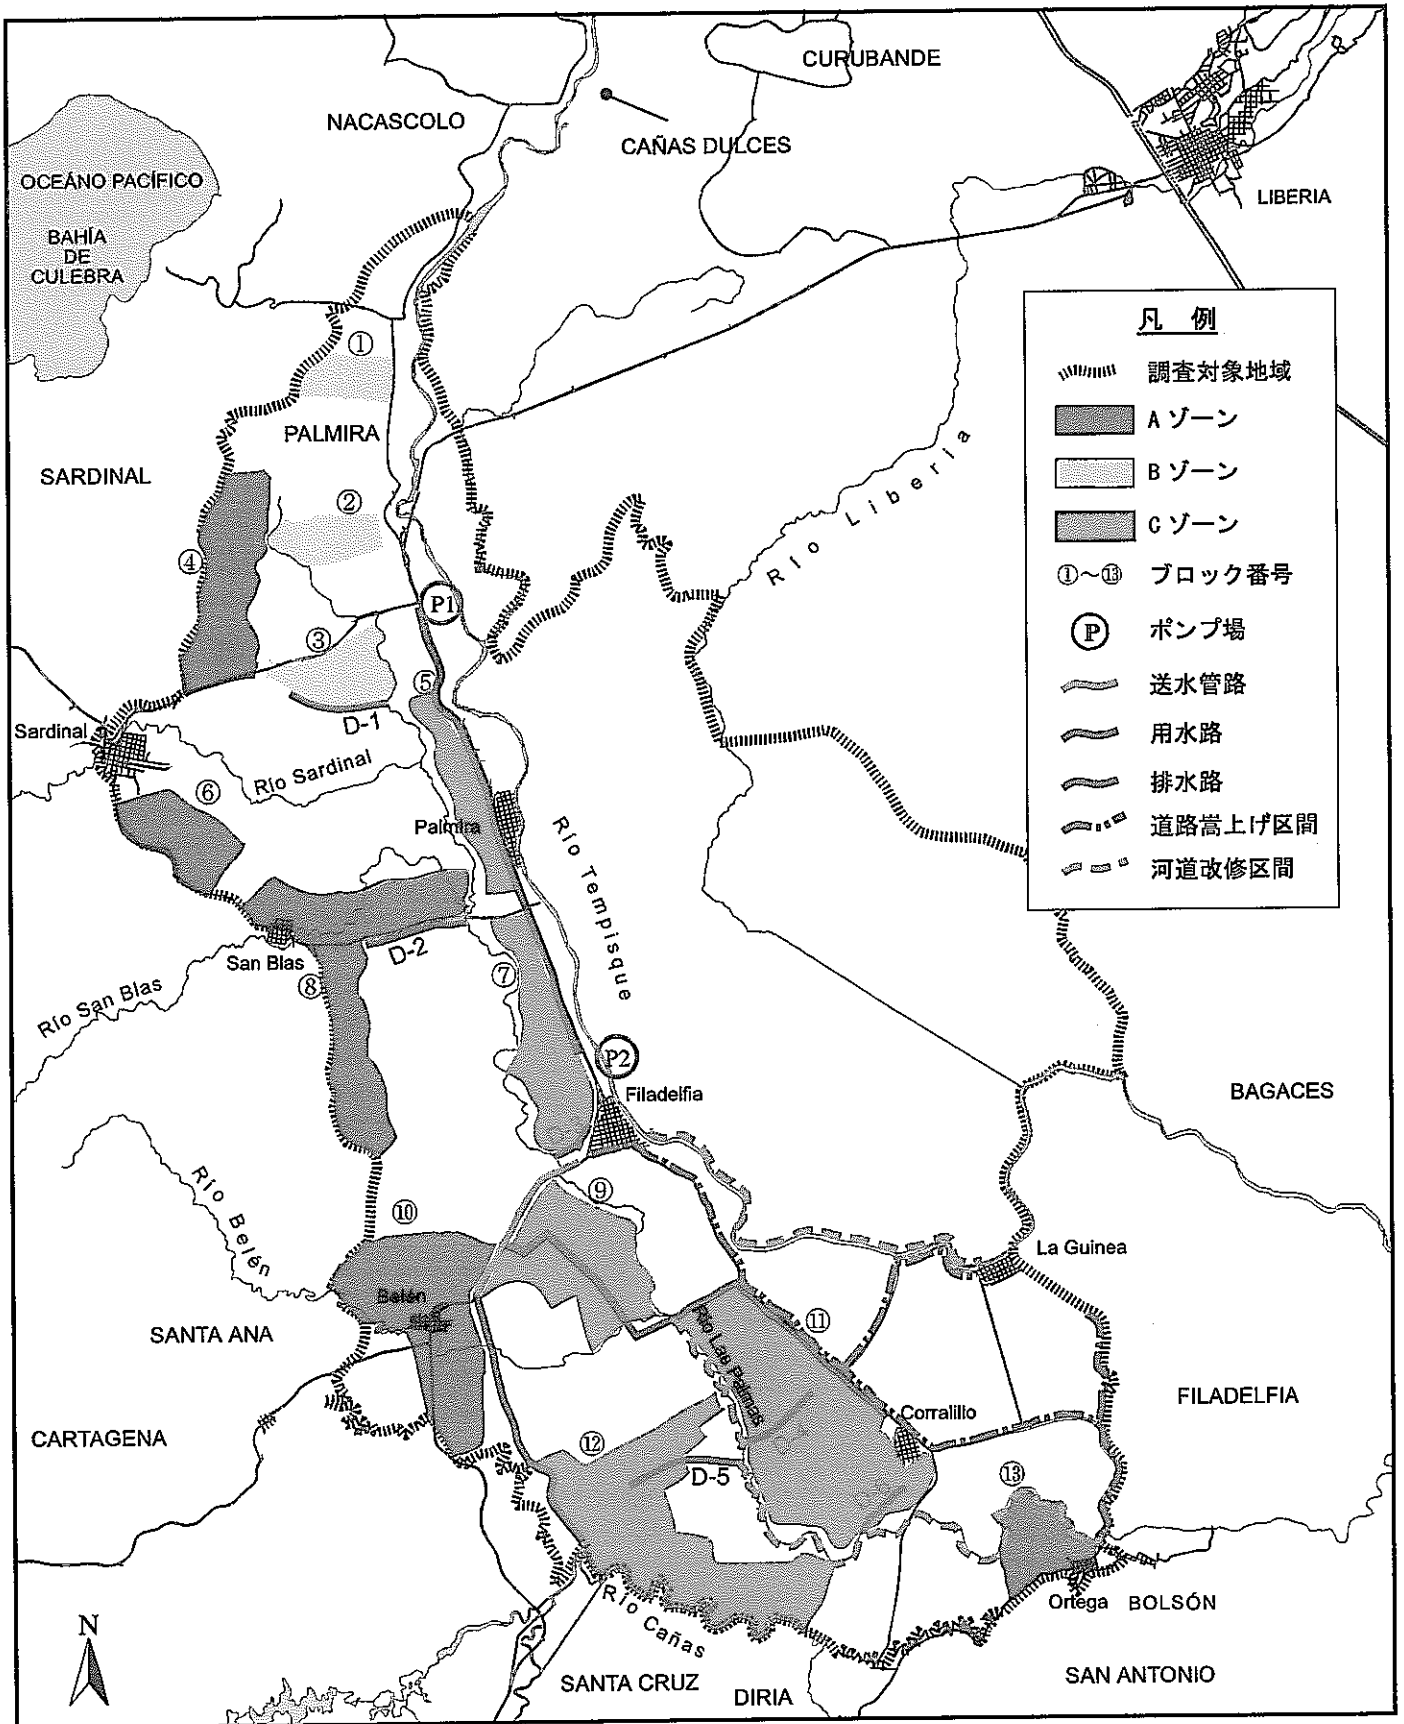 CURUBANDE
NACASCOLO
CAÑAS DULCES
OCEÁNO PACÍFICO
BAHÍA
DE
CULEBRA
LIBERIA
凡 例
調査対象地域
A ゾーン
B ゾーン
C ゾーン
①～⑬ ブロック番号
P ポンプ場
送水管路
用水路
排水路
道路嵩上げ区間
河道改修区間
①
PALMIRA
SARDINAL
Río Liberia
②
④
P1
③
⑤
D-1
Sardinal
Río Sardinal
⑥
Palmira
Río Tempisque
D-2
San Blas
⑦
⑧
Río San Blas
P2
Filadelfia
BAGACES
Río Belén
⑨
⑩
La Guinea
Belén
SANTA ANA
⑪
Río Las Palmas
FILADELFIA
Corralillo
CARTAGENA
⑫
D-5
⑬
Ortega
BOLSÓN
Río Cañas
N
SANTA CRUZ
DIRIA
SAN ANTONIO